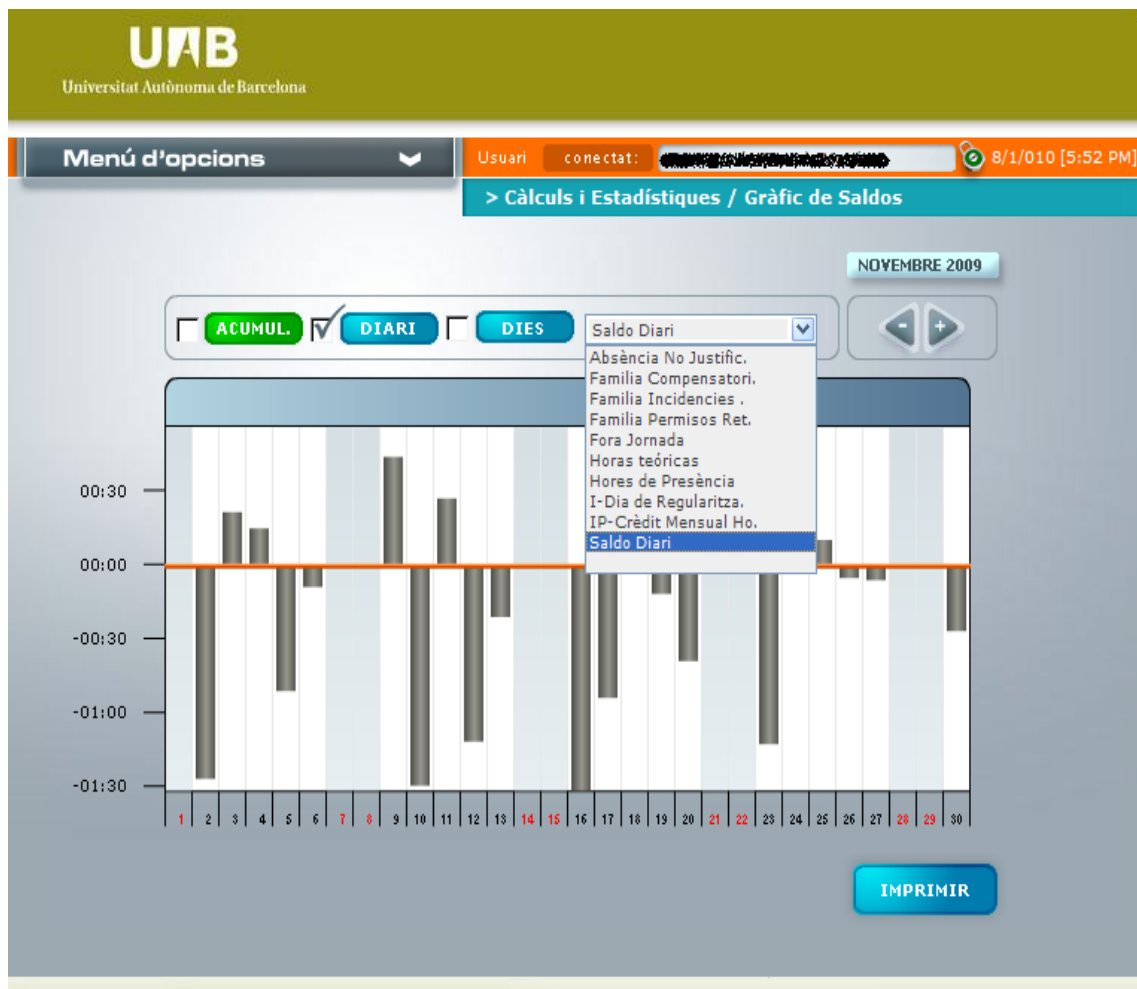 UAB
Universitat Autònoma de Barcelona
Menú d'opcions
Usuari conectat: 8/1/010 [5:52 PM]
> Càlculs i Estadístiques / Gràfic de Saldos
NOVEMBRE 2009
ACUMUL. DIARI DIES Saldo Diari - +
Absència No Justific.
Familia Compensatori.
Familia Incidencies .
Familia Permisos Ret.
Fora Jornada
Horas teóricas
Hores de Presència
I-Dia de Regularitza.
IP-Crèdit Mensual Ho.
Saldo Diari
00:30
00:00
-00:30
-01:00
-01:30
1 2 3 4 5 6 7 8 9 10 11 12 13 14 15 16 17 18 19 20 21 22 23 24 25 26 27 28 29 30
IMPRIMIR